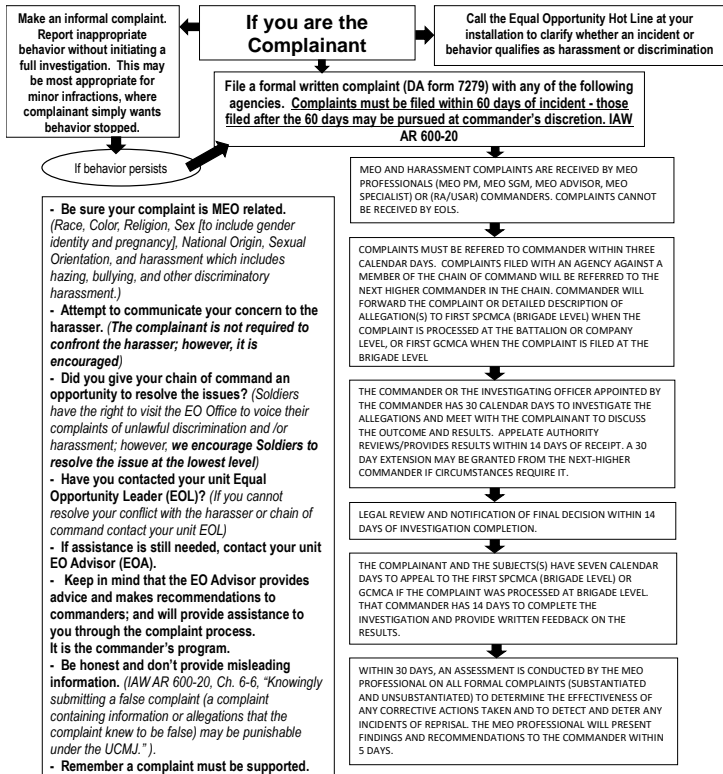 Make an informal complaint.
Report inappropriate
behavior without initiating a
full investigation.  This may
be most appropriate for
minor infractions, where
complainant simply wants
behavior stopped.
If you are the
Complainant
Call the Equal Opportunity Hot Line at your
installation to clarify whether an incident or
behavior qualifies as harassment or discrimination
File a formal written complaint (DA form 7279) with any of the following
agencies.  Complaints must be filed within 60 days of incident - those
filed after the 60 days may be pursued at commander's discretion. IAW
AR 600-20
If behavior persists
- Be sure your complaint is MEO related.
(Race, Color, Religion, Sex [to include gender
identity and pregnancy], National Origin, Sexual
Orientation, and harassment which includes
hazing, bullying, and other discriminatory
harassment.)
- Attempt to communicate your concern to the
harasser. (The complainant is not required to
confront the harasser; however, it is
encouraged)
- Did you give your chain of command an
opportunity to resolve the issues? (Soldiers
have the right to visit the EO Office to voice their
complaints of unlawful discrimination and /or
harassment; however, we encourage Soldiers to
resolve the issue at the lowest level)
- Have you contacted your unit Equal
Opportunity Leader (EOL)? (If you cannot
resolve your conflict with the harasser or chain of
command contact your unit EOL)
- If assistance is still needed, contact your unit
EO Advisor (EOA).
- Keep in mind that the EO Advisor provides
advice and makes recommendations to
commanders; and will provide assistance to
you through the complaint process.
It is the commander's program.
- Be honest and don't provide misleading
information. (IAW AR 600-20, Ch. 6-6, "Knowingly
submitting a false complaint (a complaint
containing information or allegations that the
complaint knew to be false) may be punishable
under the UCMJ." ).
- Remember a complaint must be supported.
MEO AND HARASSMENT COMPLAINTS ARE RECEIVED BY MEO
PROFESSIONALS (MEO PM, MEO SGM, MEO ADVISOR, MEO
SPECIALIST) OR (RA/USAR) COMMANDERS. COMPLAINTS CANNOT
BE RECEIVED BY EOLS.
COMPLAINTS MUST BE REFERED TO COMMANDER WITHIN THREE
CALENDAR DAYS.  COMPLAINTS FILED WITH AN AGENCY AGAINST A
MEMBER OF THE CHAIN OF COMMAND WILL BE REFERRED TO THE
NEXT HIGHER COMMANDER IN THE CHAIN. COMMANDER WILL
FORWARD THE COMPLAINT OR DETAILED DESCRIPTION OF
ALLEGATION(S) TO FIRST SPCMCA (BRIGADE LEVEL) WHEN THE
COMPLAINT IS PROCESSED AT THE BATTALION OR COMPANY
LEVEL, OR FIRST GCMCA WHEN THE COMPLAINT IS FILED AT THE
BRIGADE LEVEL
THE COMMANDER OR THE INVESTIGATING OFFICER APPOINTED BY
THE COMMANDER HAS 30 CALENDAR DAYS TO INVESTIGATE THE
ALLEGATIONS AND MEET WITH THE COMPLAINANT TO DISCUSS
THE OUTCOME AND RESULTS.  APPELATE AUTHORITY
REVIEWS/PROVIDES RESULTS WITHIN 14 DAYS OF RECEIPT. A 30
DAY EXTENSION MAY BE GRANTED FROM THE NEXT-HIGHER
COMMANDER IF CIRCUMSTANCES REQUIRE IT.
LEGAL REVIEW AND NOTIFICATION OF FINAL DECISION WITHIN 14
DAYS OF INVESTIGATION COMPLETION.
THE COMPLAINANT AND THE SUBJECTS(S) HAVE SEVEN CALENDAR
DAYS TO APPEAL TO THE FIRST SPCMCA (BRIGADE LEVEL) OR
GCMCA IF THE COMPLAINT WAS PROCESSED AT BRIGADE LEVEL.
THAT COMMANDER HAS 14 DAYS TO COMPLETE THE
INVESTIGATION AND PROVIDE WRITTEN FEEDBACK ON THE
RESULTS.
WITHIN 30 DAYS, AN ASSESSMENT IS CONDUCTED BY THE MEO
PROFESSIONAL ON ALL FORMAL COMPLAINTS (SUBSTANTIATED
AND UNSUBSTANTIATED) TO DETERMINE THE EFFECTIVENESS OF
ANY CORRECTIVE ACTIONS TAKEN AND TO DETECT AND DETER ANY
INCIDENTS OF REPRISAL. THE MEO PROFESSIONAL WILL PRESENT
FINDINGS AND RECOMMENDATIONS TO THE COMMANDER WITHIN
5 DAYS.